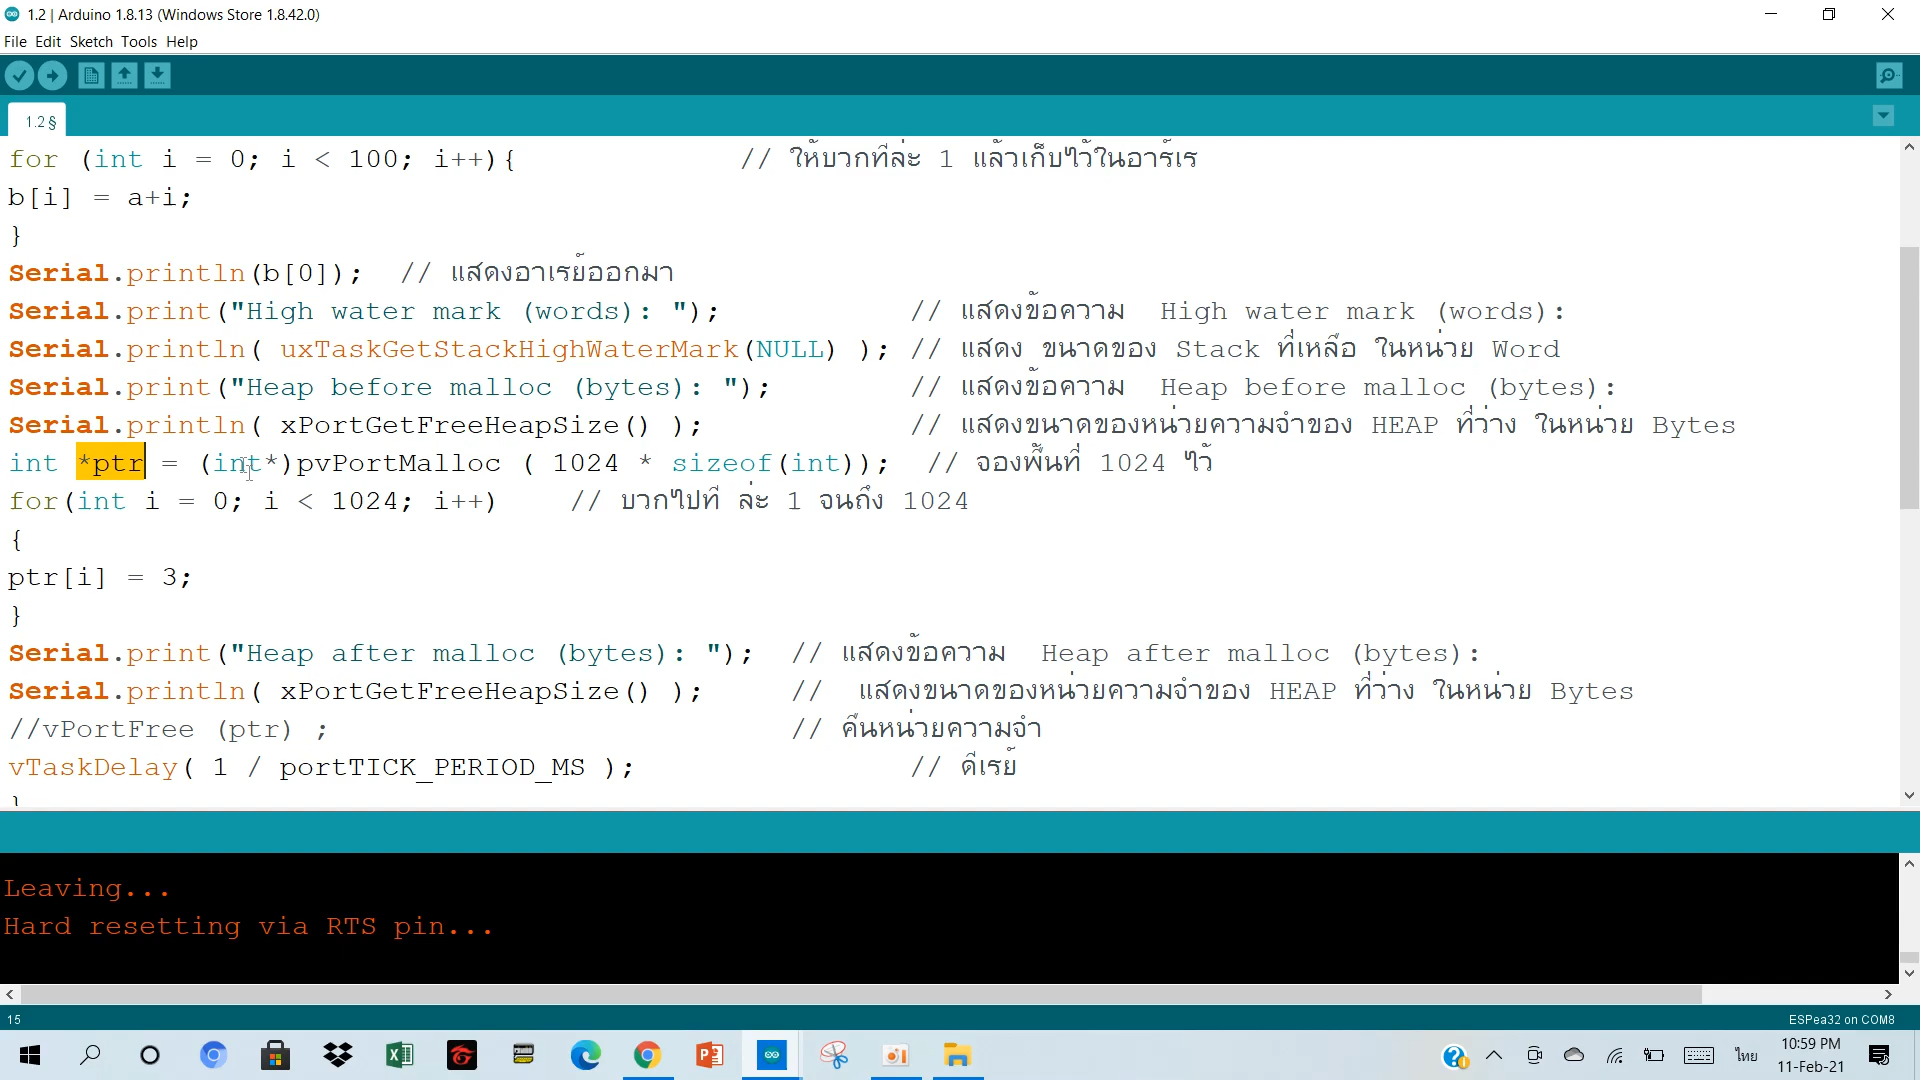 1.2 | Arduino 1.8.13 (Windows Store 1.8.42.0)
File Edit Sketch Tools Help
1.2 §
for (int i = 0; i < 100; i++){ // ให้บวกที่ล่ะ 1 แล้วเก็บไว้ในอาร์เร
b[i] = a+i;
}
Serial.println(b[0]); // แสดงอาเรย์ออกมา
Serial.print("High water mark (words): "); // แสดงข้อความ High water mark (words):
Serial.println( uxTaskGetStackHighWaterMark(NULL) ); // แสดง ขนาดของ Stack ที่เหลือ ในหน่วย Word
Serial.print("Heap before malloc (bytes): "); // แสดงข้อความ Heap before malloc (bytes):
Serial.println( xPortGetFreeHeapSize() ); // แสดงขนาดของหน่วยความจำของ HEAP ที่ว่าง ในหน่วย Bytes
int *ptr = (int*)pvPortMalloc ( 1024 * sizeof(int)); // จองพื้นที่ 1024 ไว้
for(int i = 0; i < 1024; i++) // บวกไปที ล่ะ 1 จนถึง 1024
{
ptr[i] = 3;
}
Serial.print("Heap after malloc (bytes): "); // แสดงข้อความ Heap after malloc (bytes):
Serial.println( xPortGetFreeHeapSize() ); // แสดงขนาดของหน่วยความจำของ HEAP ที่ว่าง ในหน่วย Bytes
//vPortFree (ptr) ; // คืนหน่วยความจำ
vTaskDelay( 1 / portTICK_PERIOD_MS ); // ดีเรย์
}
Leaving...
Hard resetting via RTS pin...
15
ESPea32 on COM8
ไทย
10:59 PM
11-Feb-21